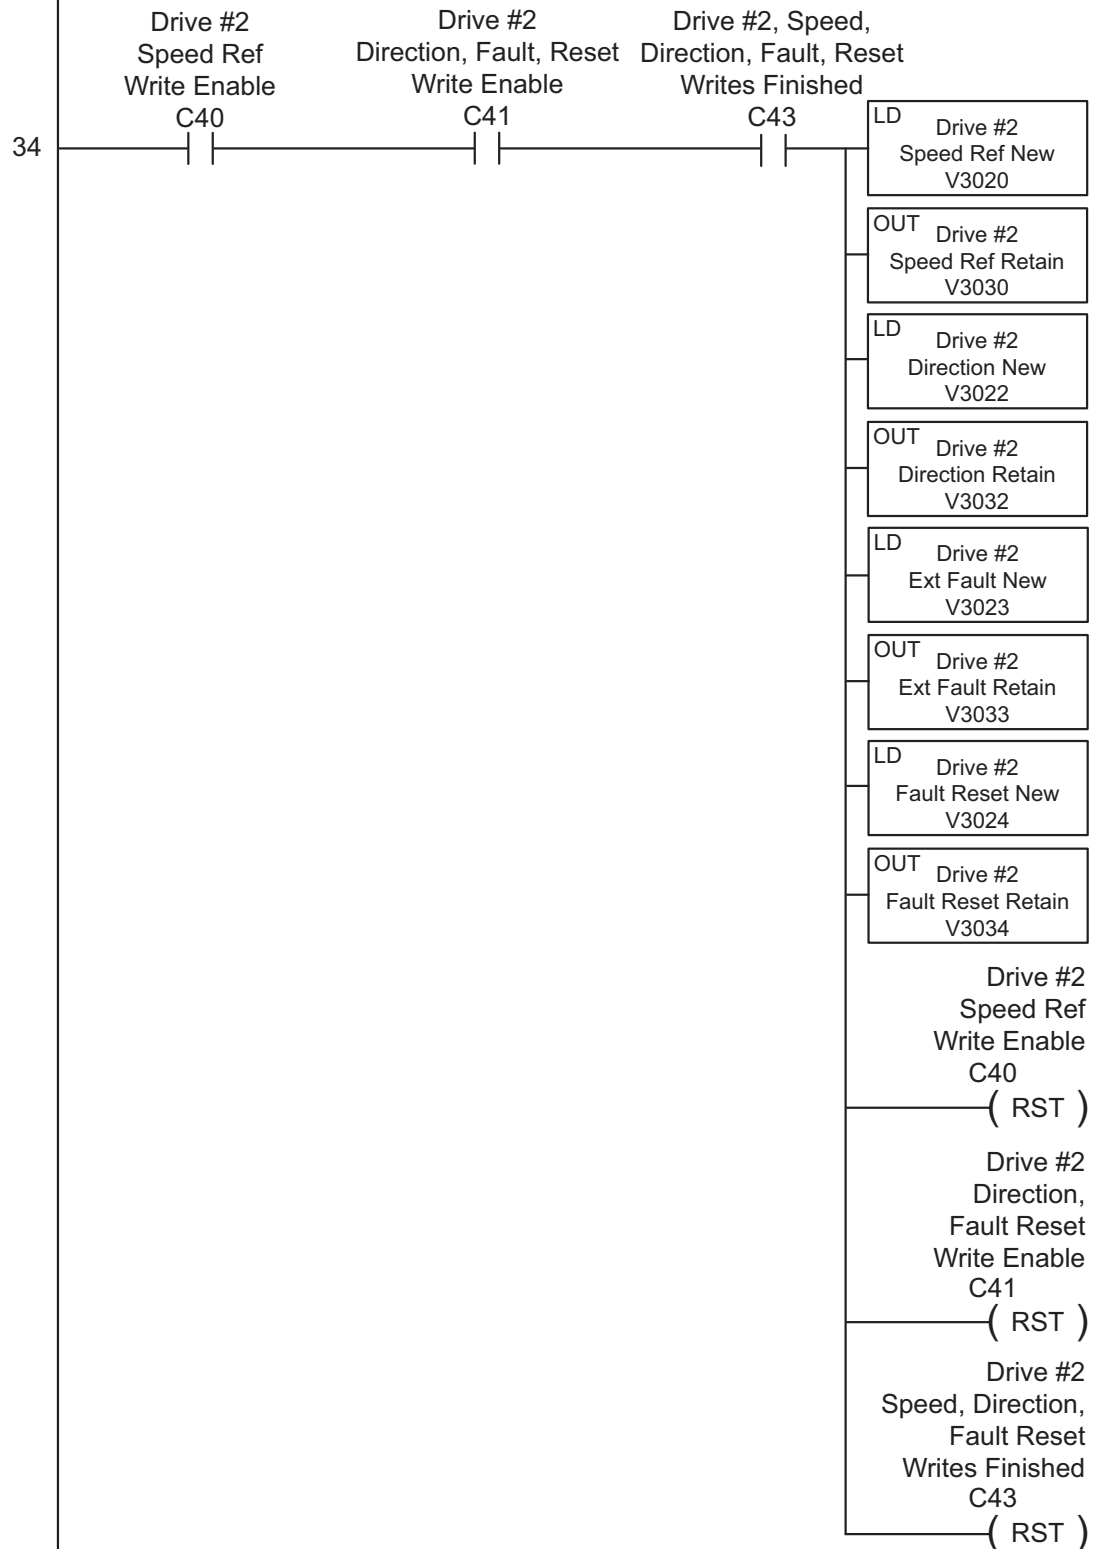 Drive #2
Speed Ref
Write Enable
C40
Drive #2
Direction, Fault, Reset
Write Enable
C41
Drive #2, Speed,
Direction, Fault, Reset
Writes Finished
C43
34
LD
Drive #2
Speed Ref New
V3020
OUT
Drive #2
Speed Ref Retain
V3030
LD
Drive #2
Direction New
V3022
OUT
Drive #2
Direction Retain
V3032
LD
Drive #2
Ext Fault New
V3023
OUT
Drive #2
Ext Fault Retain
V3033
LD
Drive #2
Fault Reset New
V3024
OUT
Drive #2
Fault Reset Retain
V3034
Drive #2
Speed Ref
Write Enable
C40
( RST )
Drive #2
Direction,
Fault Reset
Write Enable
C41
( RST )
Drive #2
Speed, Direction,
Fault Reset
Writes Finished
C43
( RST )